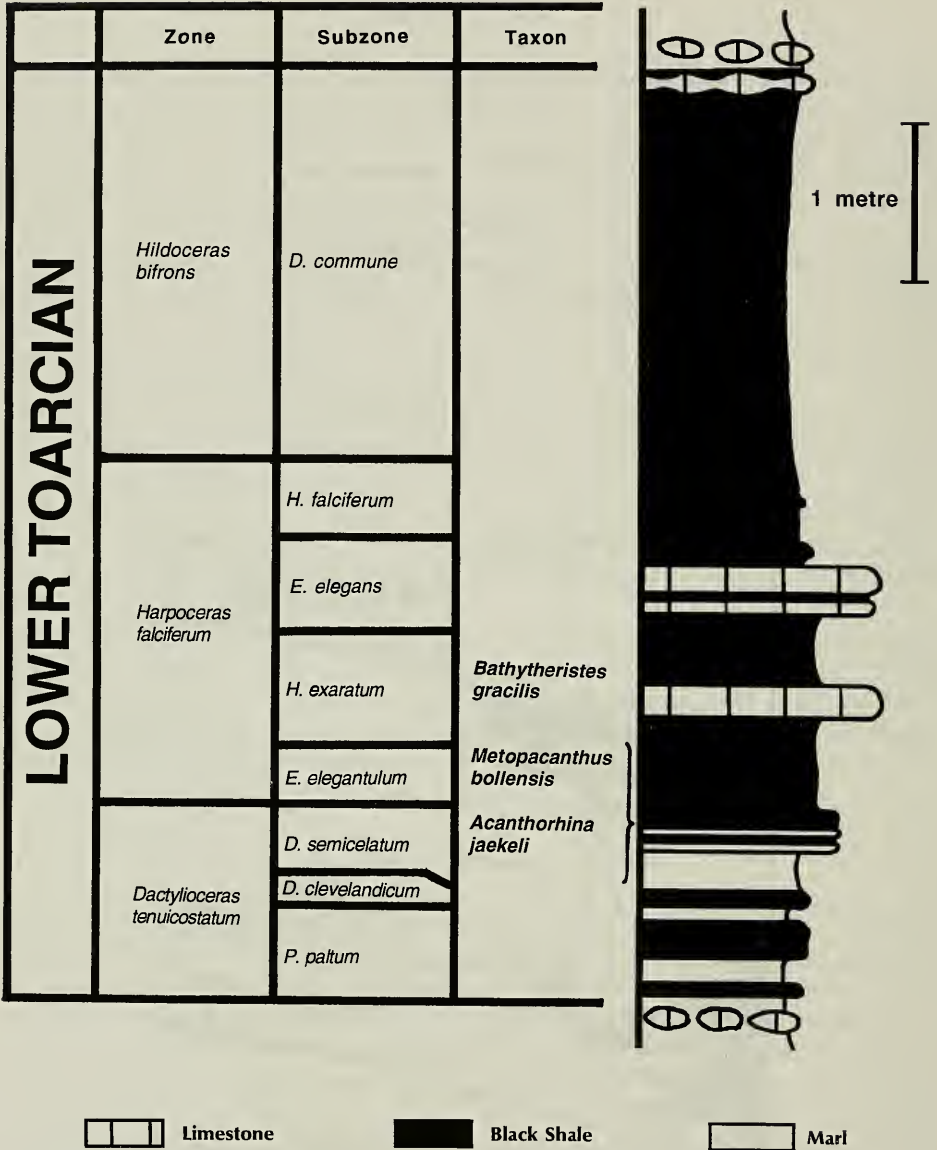 Zone
Subzone
Taxon
LOWER TOARCIAN
Hildoceras
bifrons
D. commune
1 metre
Harpoceras
falciferum
H. falciferum
E. elegans
H. exaratum
E. elegantulum
Bathytheristes
gracilis
Metopacanthus
bollensis
Acanthorhina
jaekeli
Dactylioceras
tenuicostatum
D. semicelatum
D. clevelandicum
P. paltum
Limestone
Black Shale
Marl